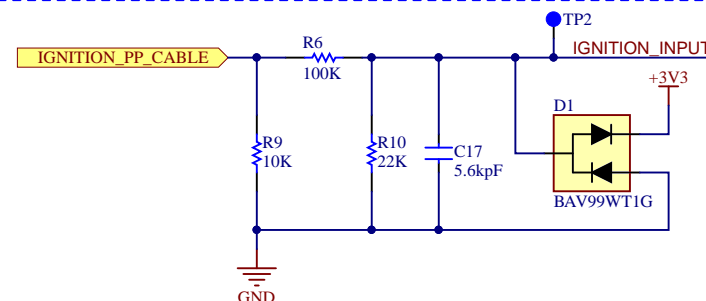 TP2
IGNITION_PP_CABLE
R6
100K
IGNITION_INPUT
+3V3
D1
R9
10K
R10
22K
C17
5.6kpF
BAV99WT1G
GND